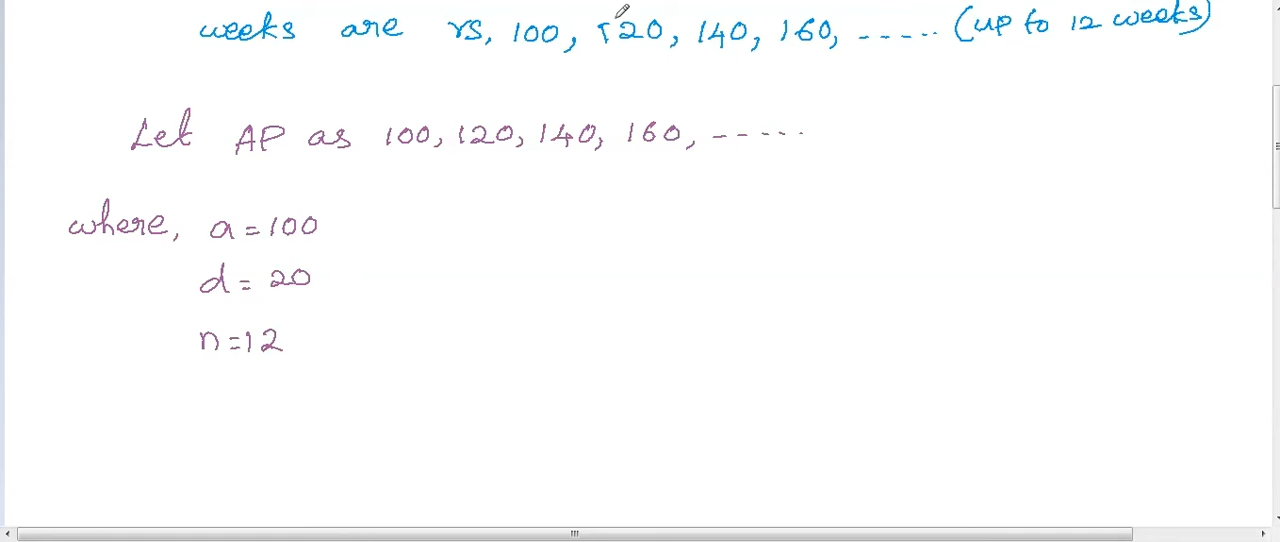 weeks are rs, 100, 120, 140, 160, ..... (up to 12 weeks)
Let AP as 100, 120, 140, 160, -----
where, a = 100
d = 20
n = 12